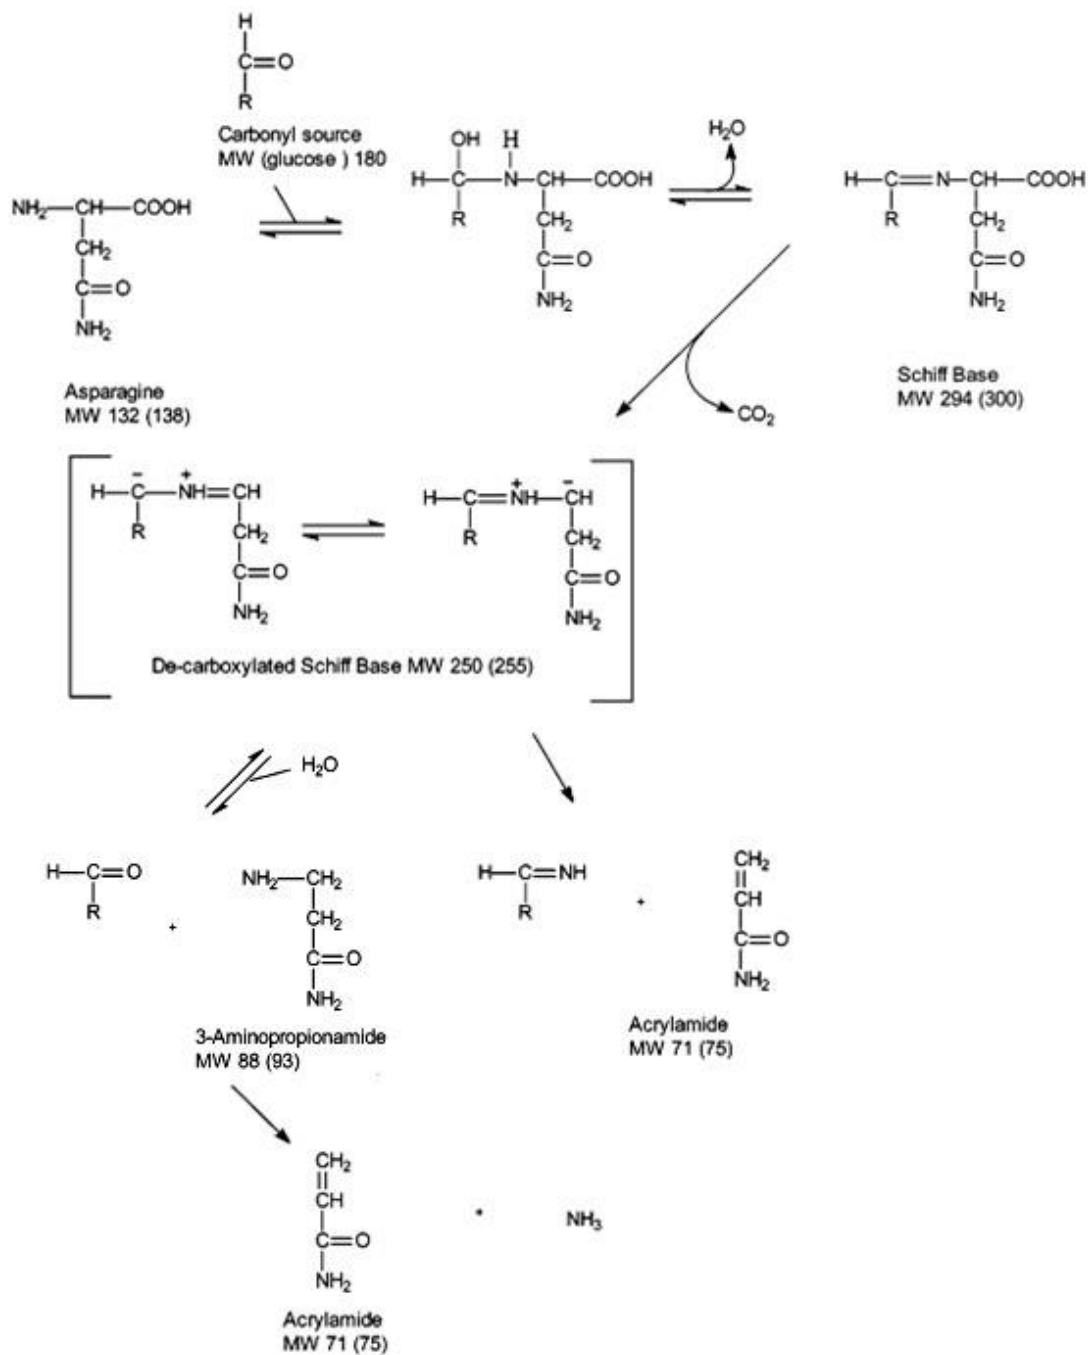 H
C=O
R
Carbonyl source
MW (glucose ) 180
NH2—CH—COOH
CH2
C=O
NH2
Asparagine
MW 132 (138)
OH H
H—C—N—CH—COOH
R CH2
C=O
NH2
H2O
H—C=N—CH—COOH
R CH2
C=O
NH2
Schiff Base
MW 294 (300)
CO2
− +
H—C—NH=CH
R CH2
C=O
NH2
+ −
H—C=NH—CH
R CH2
C=O
NH2
De-carboxylated Schiff Base MW 250 (255)
H2O
H—C=O
R
+
NH2—CH2
CH2
C=O
NH2
3-Aminopropionamide
MW 88 (93)
H—C=NH
R
+
CH2
CH
C=O
NH2
Acrylamide
MW 71 (75)
CH2
CH
C=O
NH2
+
NH3
Acrylamide
MW 71 (75)